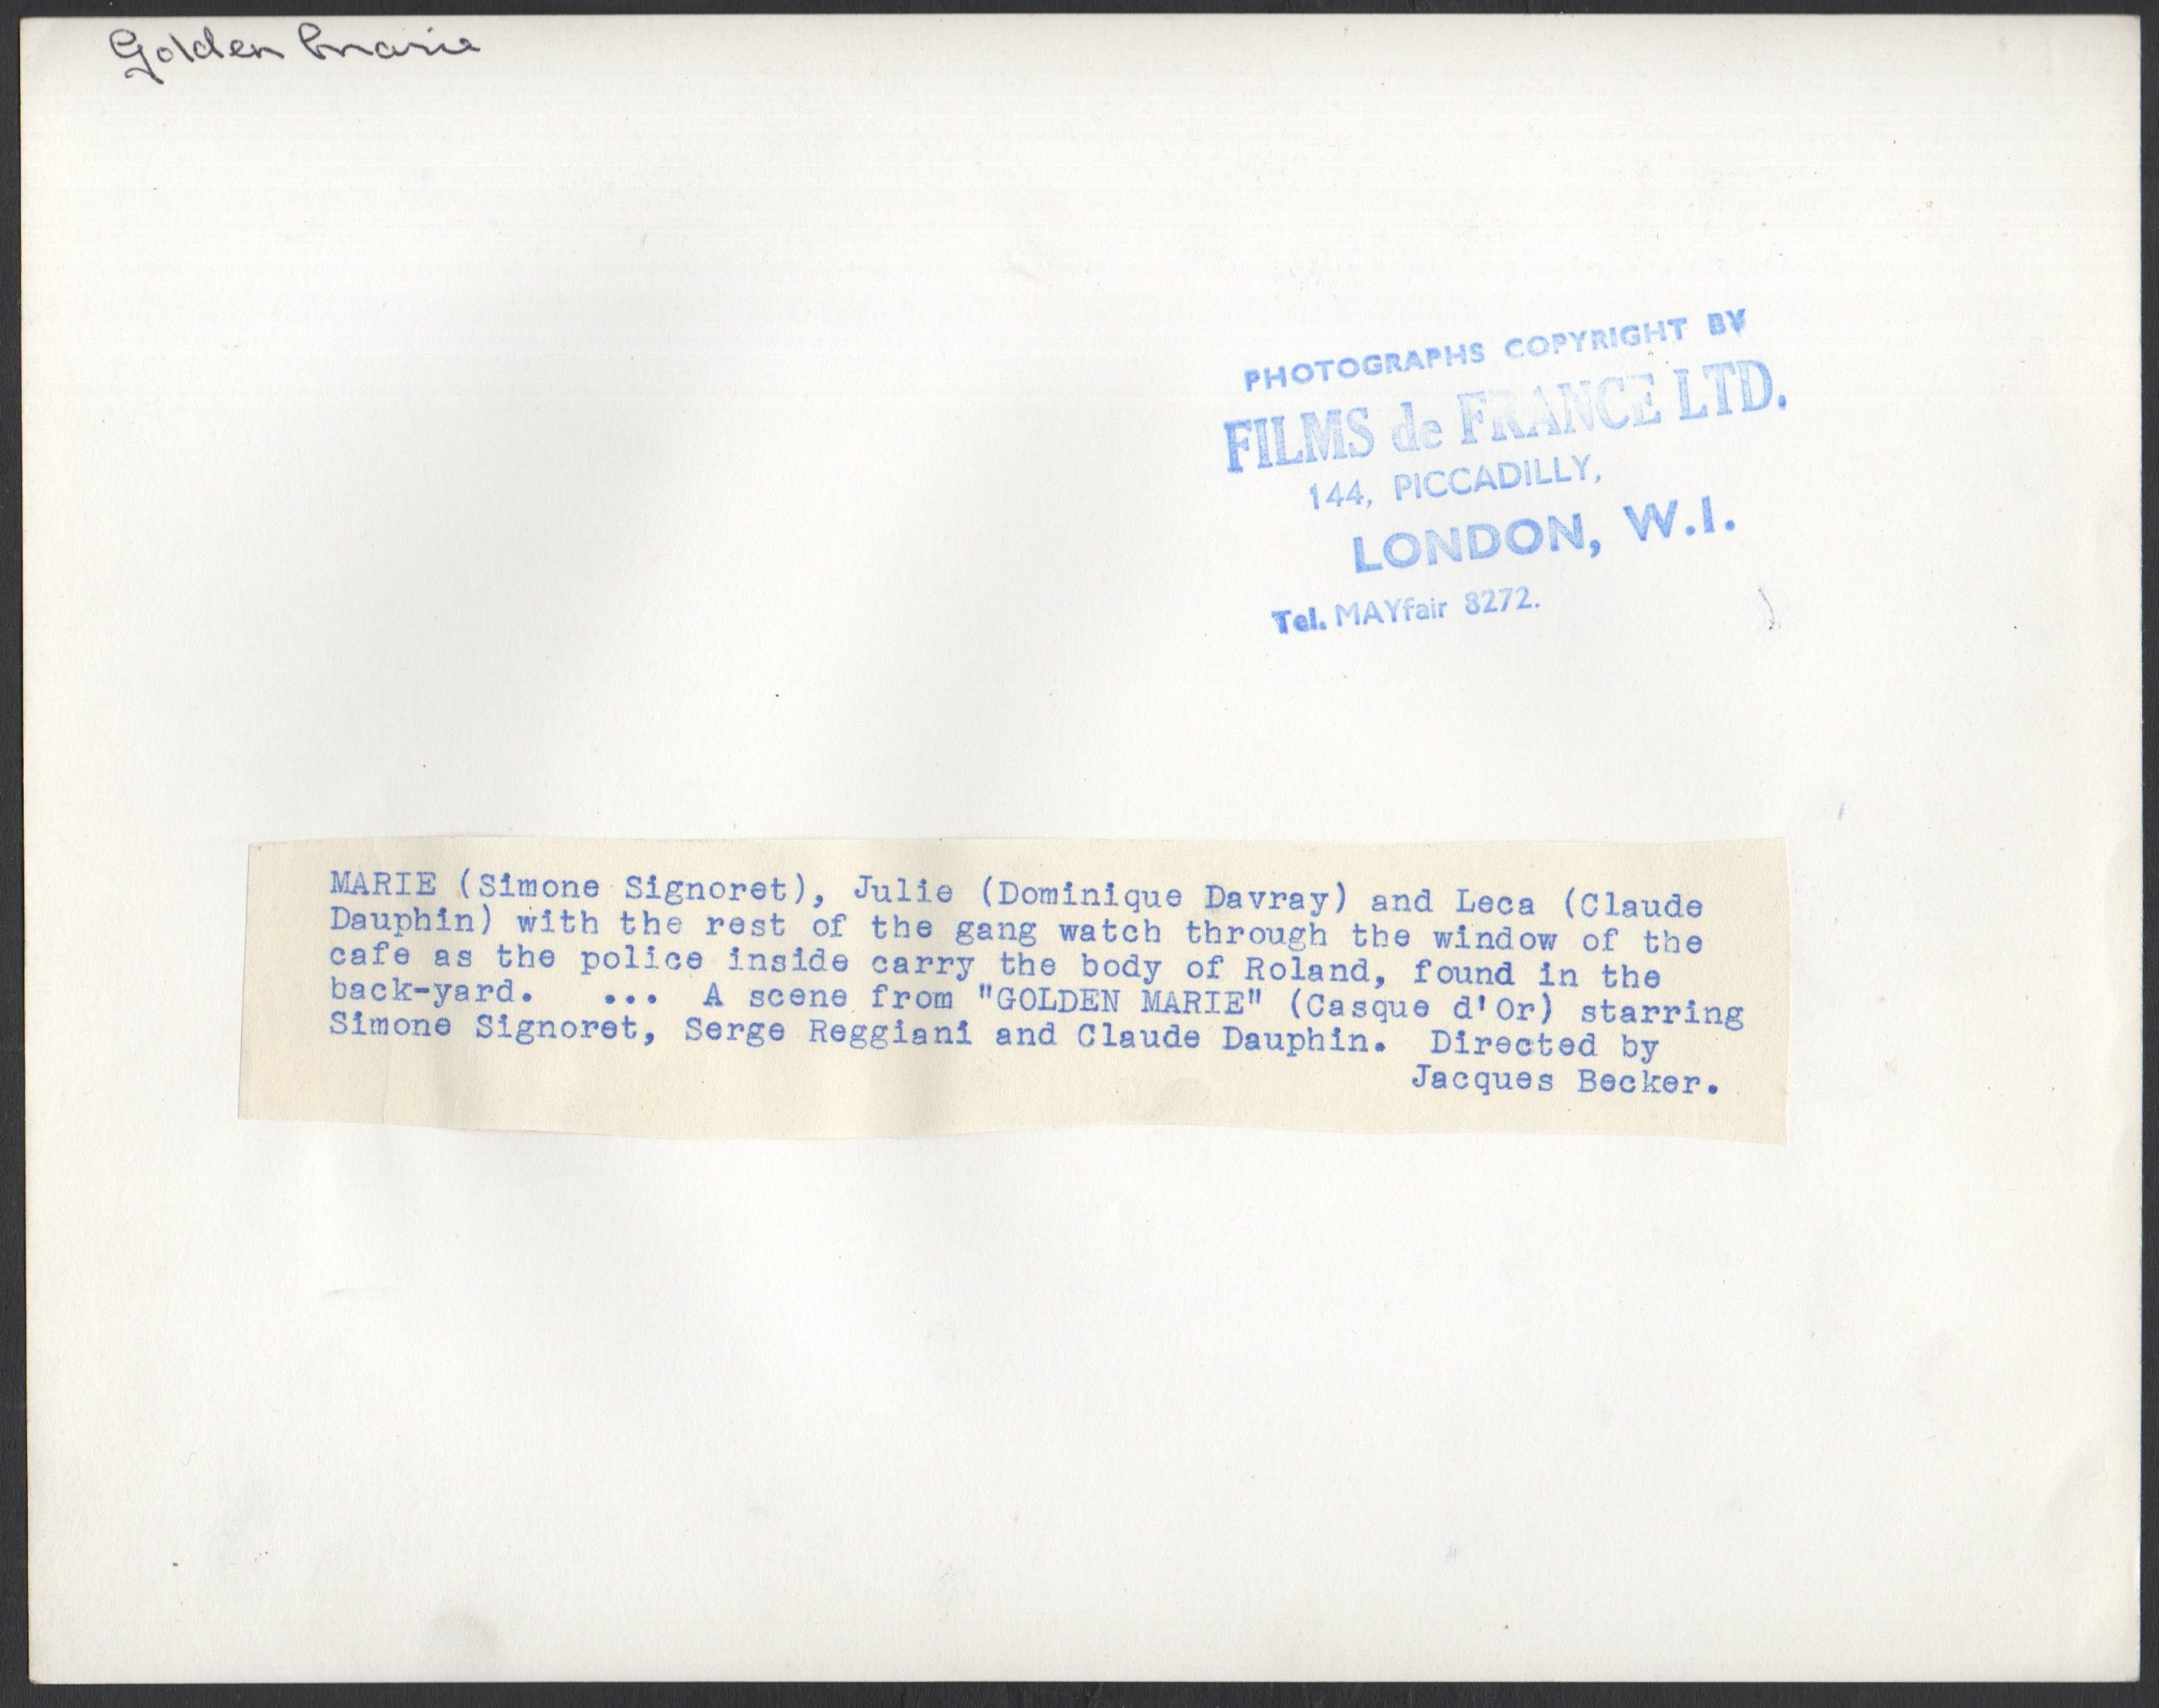 Golden Marie
PHOTOGRAPHS COPYRIGHT BY
FILMS de FRANCE LTD.
144, PICCADILLY,
LONDON, W.I.
Tel. MAYfair 8272.
MARIE (Simone Signoret), Julie (Dominique Davray) and Leca (Claude
Dauphin) with the rest of the gang watch through the window of the
cafe as the police inside carry the body of Roland, found in the
back-yard. ... A scene from "GOLDEN MARIE" (Casque d'Or) starring
Simone Signoret, Serge Reggiani and Claude Dauphin. Directed by
Jacques Becker.